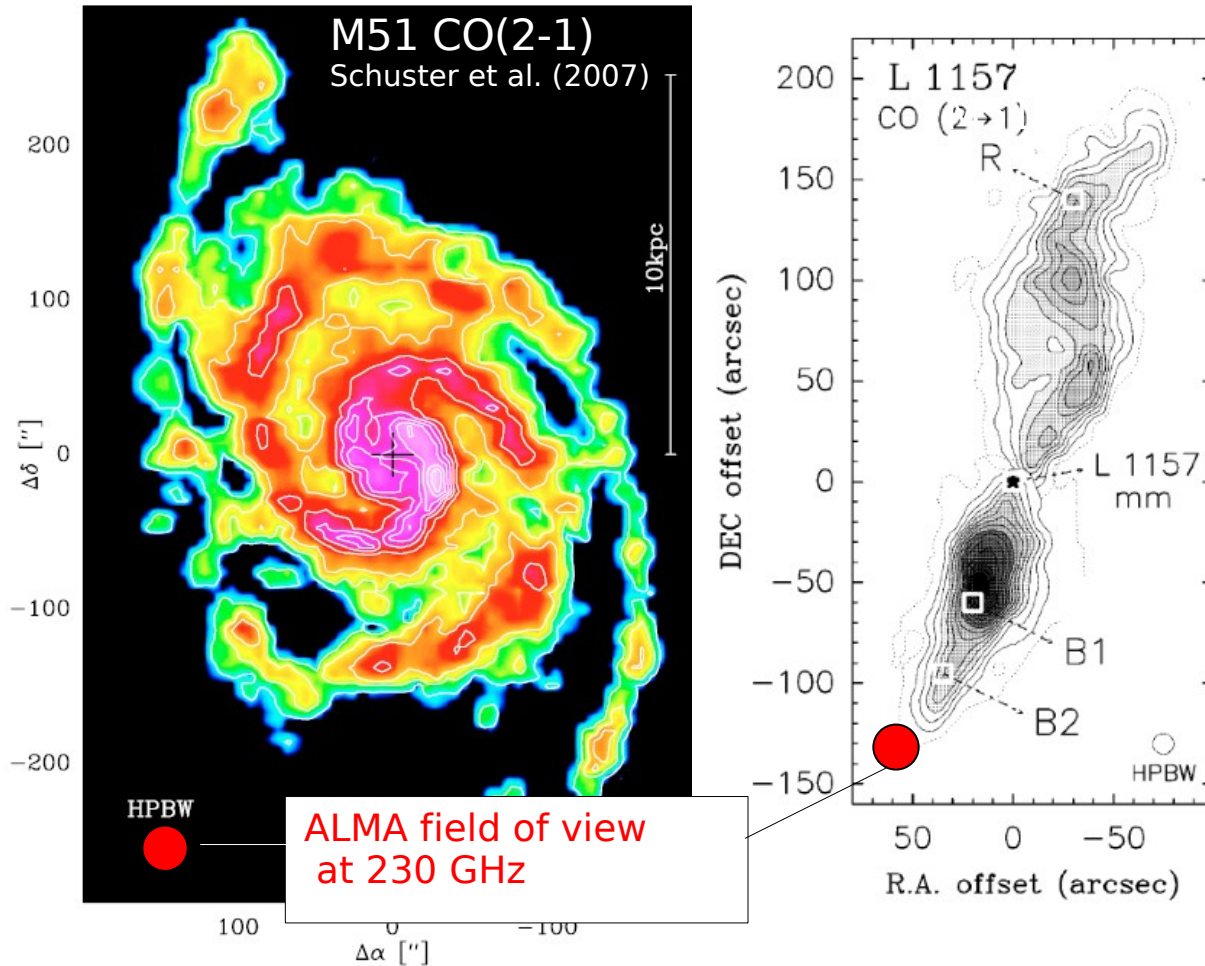 M51 CO(2-1)
Schuster et al. (2007)
10kpc
200
100
0
−100
−200
Δδ ["]
HPBW
ALMA field of view
at 230 GHz
100
0
−100
Δα ["]
L 1157
CO (2→1)
R
L 1157
mm
B1
B2
HPBW
200
150
100
50
0
−50
−100
−150
DEC offset (arcsec)
50
0
−50
R.A. offset (arcsec)